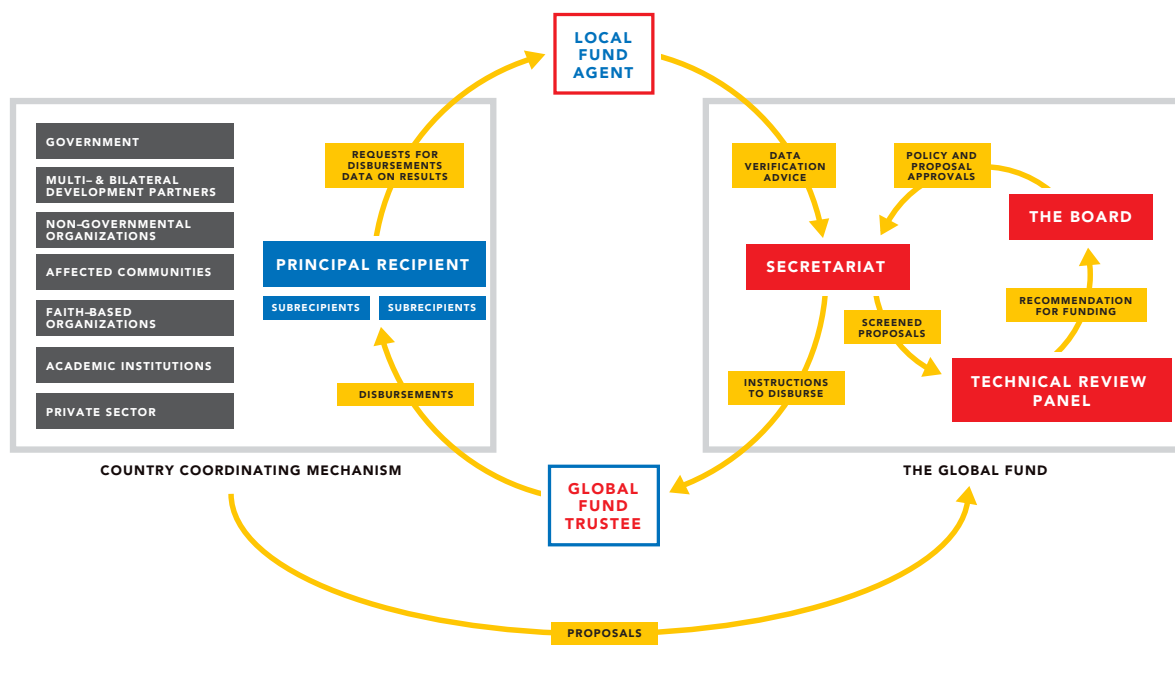 LOCAL
FUND
AGENT
GOVERNMENT
MULTI– & BILATERAL
DEVELOPMENT PARTNERS
NON–GOVERNMENTAL
ORGANIZATIONS
AFFECTED COMMUNITIES
FAITH–BASED
ORGANIZATIONS
ACADEMIC INSTITUTIONS
PRIVATE SECTOR
REQUESTS FOR
DISBURSEMENTS
DATA ON RESULTS
PRINCIPAL RECIPIENT
SUBRECIPIENTS
SUBRECIPIENTS
DISBURSEMENTS
COUNTRY COORDINATING MECHANISM
DATA
VERIFICATION
ADVICE
POLICY AND
PROPOSAL
APPROVALS
THE BOARD
SECRETARIAT
RECOMMENDATION
FOR FUNDING
SCREENED
PROPOSALS
INSTRUCTIONS
TO DISBURSE
TECHNICAL REVIEW
PANEL
THE GLOBAL FUND
GLOBAL
FUND
TRUSTEE
PROPOSALS